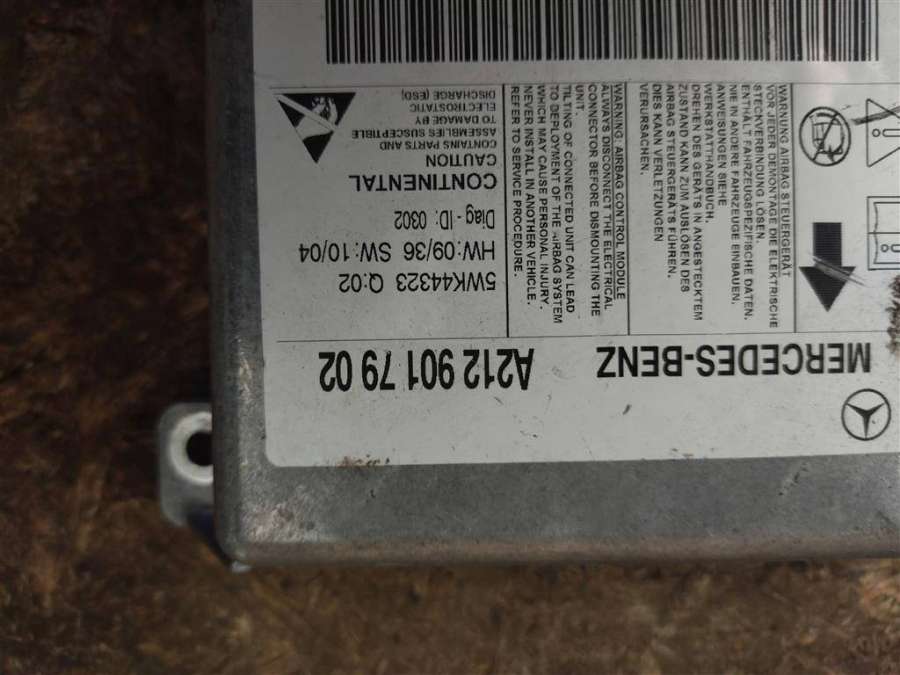 MERCEDES-BENZ A212 901 79 02
WARNUNG AIRBAG STEUERGERÄT
VOR JEDER DEMONTAGE DIE ELEKTRISCHE
STECKVERBINDUNG LÖSEN.
ENTHÄLT FAHRZEUGSPEZIFISCHE DATEN.
NIE IN ANDERE FAHRZEUGE EINBAUEN.
ANWEISUNGEN SIEHE
WERKSTATTHANDBUCH.
DREHEN DES GERÄTS IN ANGESTECKTEM
ZUSTAND KANN ZUM AUSLÖSEN DES
AIRBAG STEUERGERÄTS FÜHREN.
DIES KANN VERLETZUNGEN
VERURSACHEN.
WARNING: AIRBAG CONTROL MODULE
ALWAYS DISCONNECT THE ELECTRICAL
CONNECTOR BEFORE DISMOUNTING THE
UNIT.
TILTING OF CONNECTED UNIT CAN LEAD
TO DEPLOYMENT OF THE AIRBAG SYSTEM
WHICH MAY CAUSE PERSONAL INJURY.
NEVER INSTALL IN ANOTHER VEHICLE.
REFER TO SERVICE PROCEDURE.
5WK44323 Q:02
HW:09/36 SW:10/04
Diag - ID: 0302
CONTINENTAL
CAUTION
CONTAINS PARTS AND
ASSEMBLIES SUSCEPTIBLE
TO DAMAGE BY
ELECTROSTATIC
DISCHARGE (ESD)